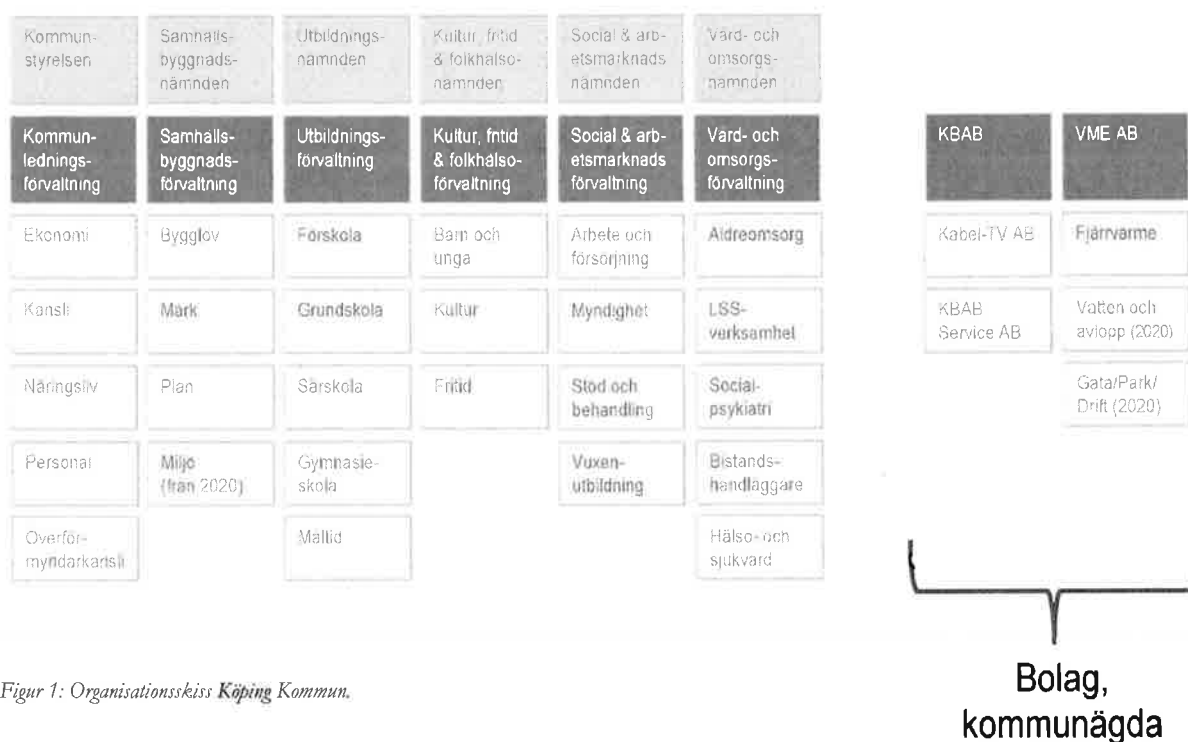 Kommun-
styrelsen
Samhälls-
byggnads-
nämnden
Utbildnings-
nämnden
Kultur, fritid
& folkhälso-
nämnden
Social & arb-
etsmarknads
nämnden
Vård- och
omsorgs-
nämnden
Kommun-
lednings-
förvaltning
Samhälls-
byggnads-
förvaltning
Utbildnings-
förvaltning
Kultur, fritid
& folkhälso-
förvaltning
Social & arb-
etsmarknads
förvaltning
Vård- och
omsorgs-
förvaltning
KBAB
VME AB
Ekonomi
Bygglov
Förskola
Barn och
unga
Arbete och
försörjning
Äldreomsorg
Kabel-TV AB
Fjärrvärme
Kansli
Mark
Grundskola
Kultur
Myndighet
LSS-
verksamhet
KBAB
Service AB
Vatten och
avlopp (2020)
Näringsliv
Plan
Särskola
Fritid
Stöd och
behandling
Social-
psykiatri
Gata/Park/
Drift (2020)
Personal
Miljö
(från 2020)
Gymnasie-
skola
Vuxen-
utbildning
Bistånds-
handläggare
Överför-
myndarkansli
Måltid
Hälso- och
sjukvård
Bolag,
kommunägda
Figur 1: Organisationsskiss Köping Kommun.